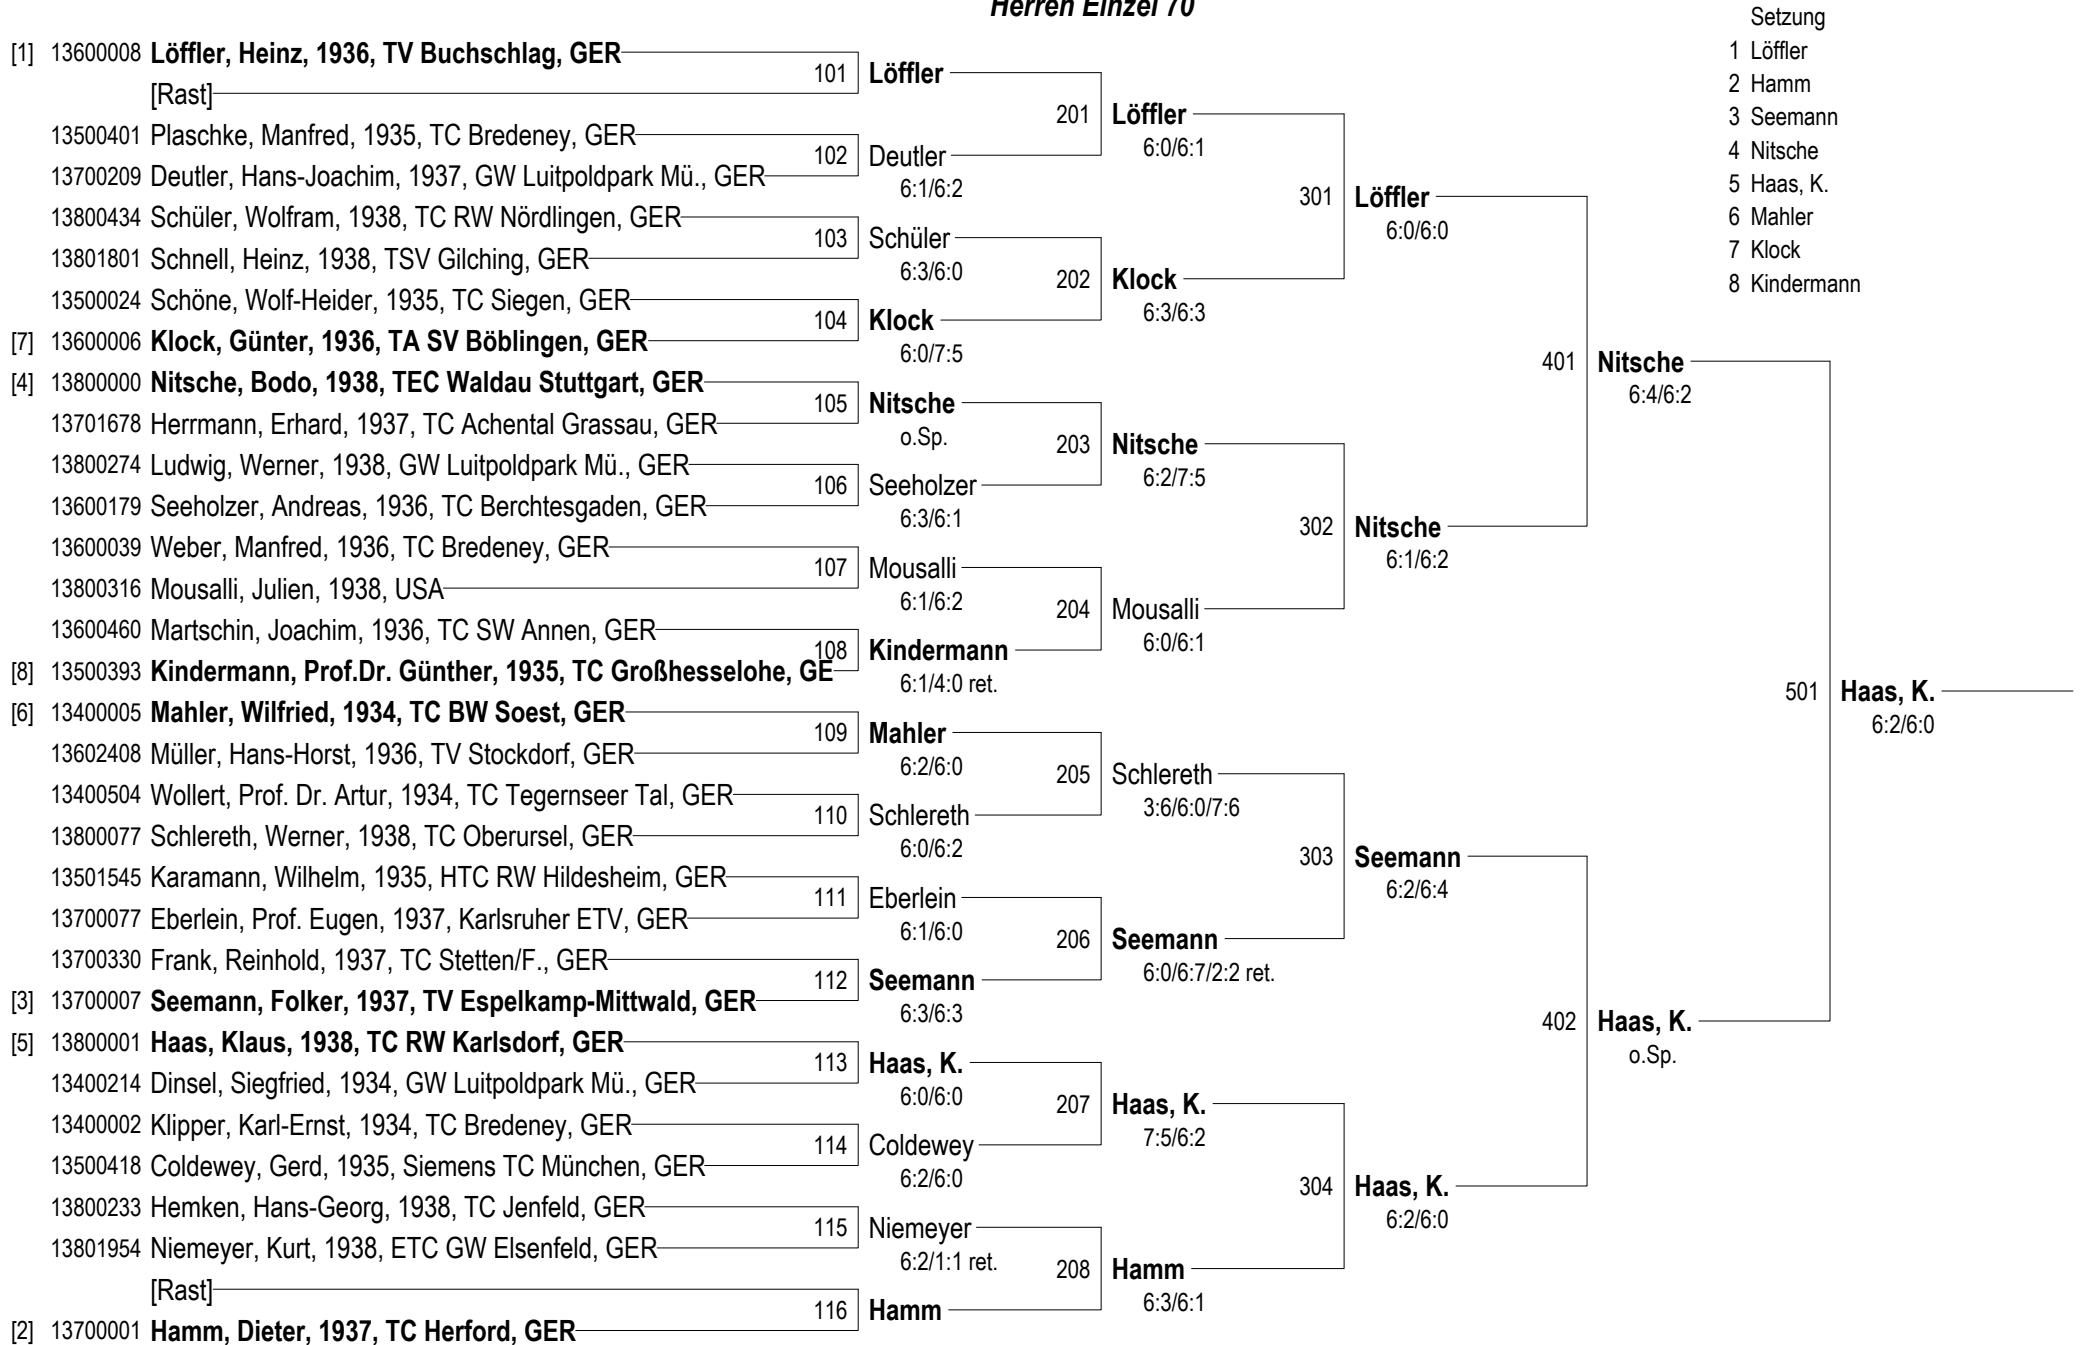 Herren Einzel 70
Setzung
1 Löffler
2 Hamm
3 Seemann
4 Nitsche
5 Haas, K.
6 Mahler
7 Klock
8 Kindermann
[1] 13600008 Löffler, Heinz, 1936, TV Buchschlag, GER
[Rast]
13500401 Plaschke, Manfred, 1935, TC Bredeney, GER
13700209 Deutler, Hans-Joachim, 1937, GW Luitpoldpark Mü., GER
13800434 Schüler, Wolfram, 1938, TC RW Nördlingen, GER
13801801 Schnell, Heinz, 1938, TSV Gilching, GER
13500024 Schöne, Wolf-Heider, 1935, TC Siegen, GER
[7] 13600006 Klock, Günter, 1936, TA SV Böblingen, GER
[4] 13800000 Nitsche, Bodo, 1938, TEC Waldau Stuttgart, GER
13701678 Herrmann, Erhard, 1937, TC Achental Grassau, GER
13800274 Ludwig, Werner, 1938, GW Luitpoldpark Mü., GER
13600179 Seeholzer, Andreas, 1936, TC Berchtesgaden, GER
13600039 Weber, Manfred, 1936, TC Bredeney, GER
13800316 Mousalli, Julien, 1938, USA
13600460 Martschin, Joachim, 1936, TC SW Annen, GER
[8] 13500393 Kindermann, Prof.Dr. Günther, 1935, TC Großhesselohe, GE
[6] 13400005 Mahler, Wilfried, 1934, TC BW Soest, GER
13602408 Müller, Hans-Horst, 1936, TV Stockdorf, GER
13400504 Wollert, Prof. Dr. Artur, 1934, TC Tegernseer Tal, GER
13800077 Schlereth, Werner, 1938, TC Oberursel, GER
13501545 Karamann, Wilhelm, 1935, HTC RW Hildesheim, GER
13700077 Eberlein, Prof. Eugen, 1937, Karlsruher ETV, GER
13700330 Frank, Reinhold, 1937, TC Stetten/F., GER
[3] 13700007 Seemann, Folker, 1937, TV Espelkamp-Mittwald, GER
[5] 13800001 Haas, Klaus, 1938, TC RW Karlsdorf, GER
13400214 Dinsel, Siegfried, 1934, GW Luitpoldpark Mü., GER
13400002 Klipper, Karl-Ernst, 1934, TC Bredeney, GER
13500418 Coldewey, Gerd, 1935, Siemens TC München, GER
13800233 Hemken, Hans-Georg, 1938, TC Jenfeld, GER
13801954 Niemeyer, Kurt, 1938, ETC GW Elsenfeld, GER
[Rast]
[2] 13700001 Hamm, Dieter, 1937, TC Herford, GER
101 Löffler
102 Deutler
6:1/6:2
103 Schüler
6:3/6:0
104 Klock
6:0/7:5
105 Nitsche
o.Sp.
106 Seeholzer
6:3/6:1
107 Mousalli
6:1/6:2
108 Kindermann
6:1/4:0 ret.
109 Mahler
6:2/6:0
110 Schlereth
6:0/6:2
111 Eberlein
6:1/6:0
112 Seemann
6:3/6:3
113 Haas, K.
6:0/6:0
114 Coldewey
6:2/6:0
115 Niemeyer
6:2/1:1 ret.
116 Hamm
201 Löffler
6:0/6:1
202 Klock
6:3/6:3
203 Nitsche
6:2/7:5
204 Mousalli
6:0/6:1
205 Schlereth
3:6/6:0/7:6
206 Seemann
6:0/6:7/2:2 ret.
207 Haas, K.
7:5/6:2
208 Hamm
6:3/6:1
301 Löffler
6:0/6:0
302 Nitsche
6:1/6:2
303 Seemann
6:2/6:4
304 Haas, K.
6:2/6:0
401 Nitsche
6:4/6:2
402 Haas, K.
o.Sp.
501 Haas, K.
6:2/6:0